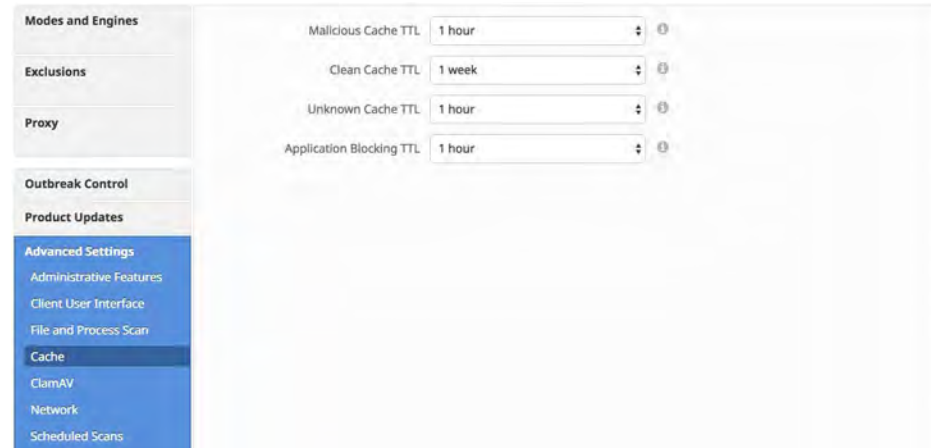 Modes and Engines
Exclusions
Proxy
Outbreak Control
Product Updates
Advanced Settings
Administrative Features
Client User Interface
File and Process Scan
Cache
ClamAV
Network
Scheduled Scans
Malicious Cache TTL 1 hour
Clean Cache TTL 1 week
Unknown Cache TTL 1 hour
Application Blocking TTL 1 hour